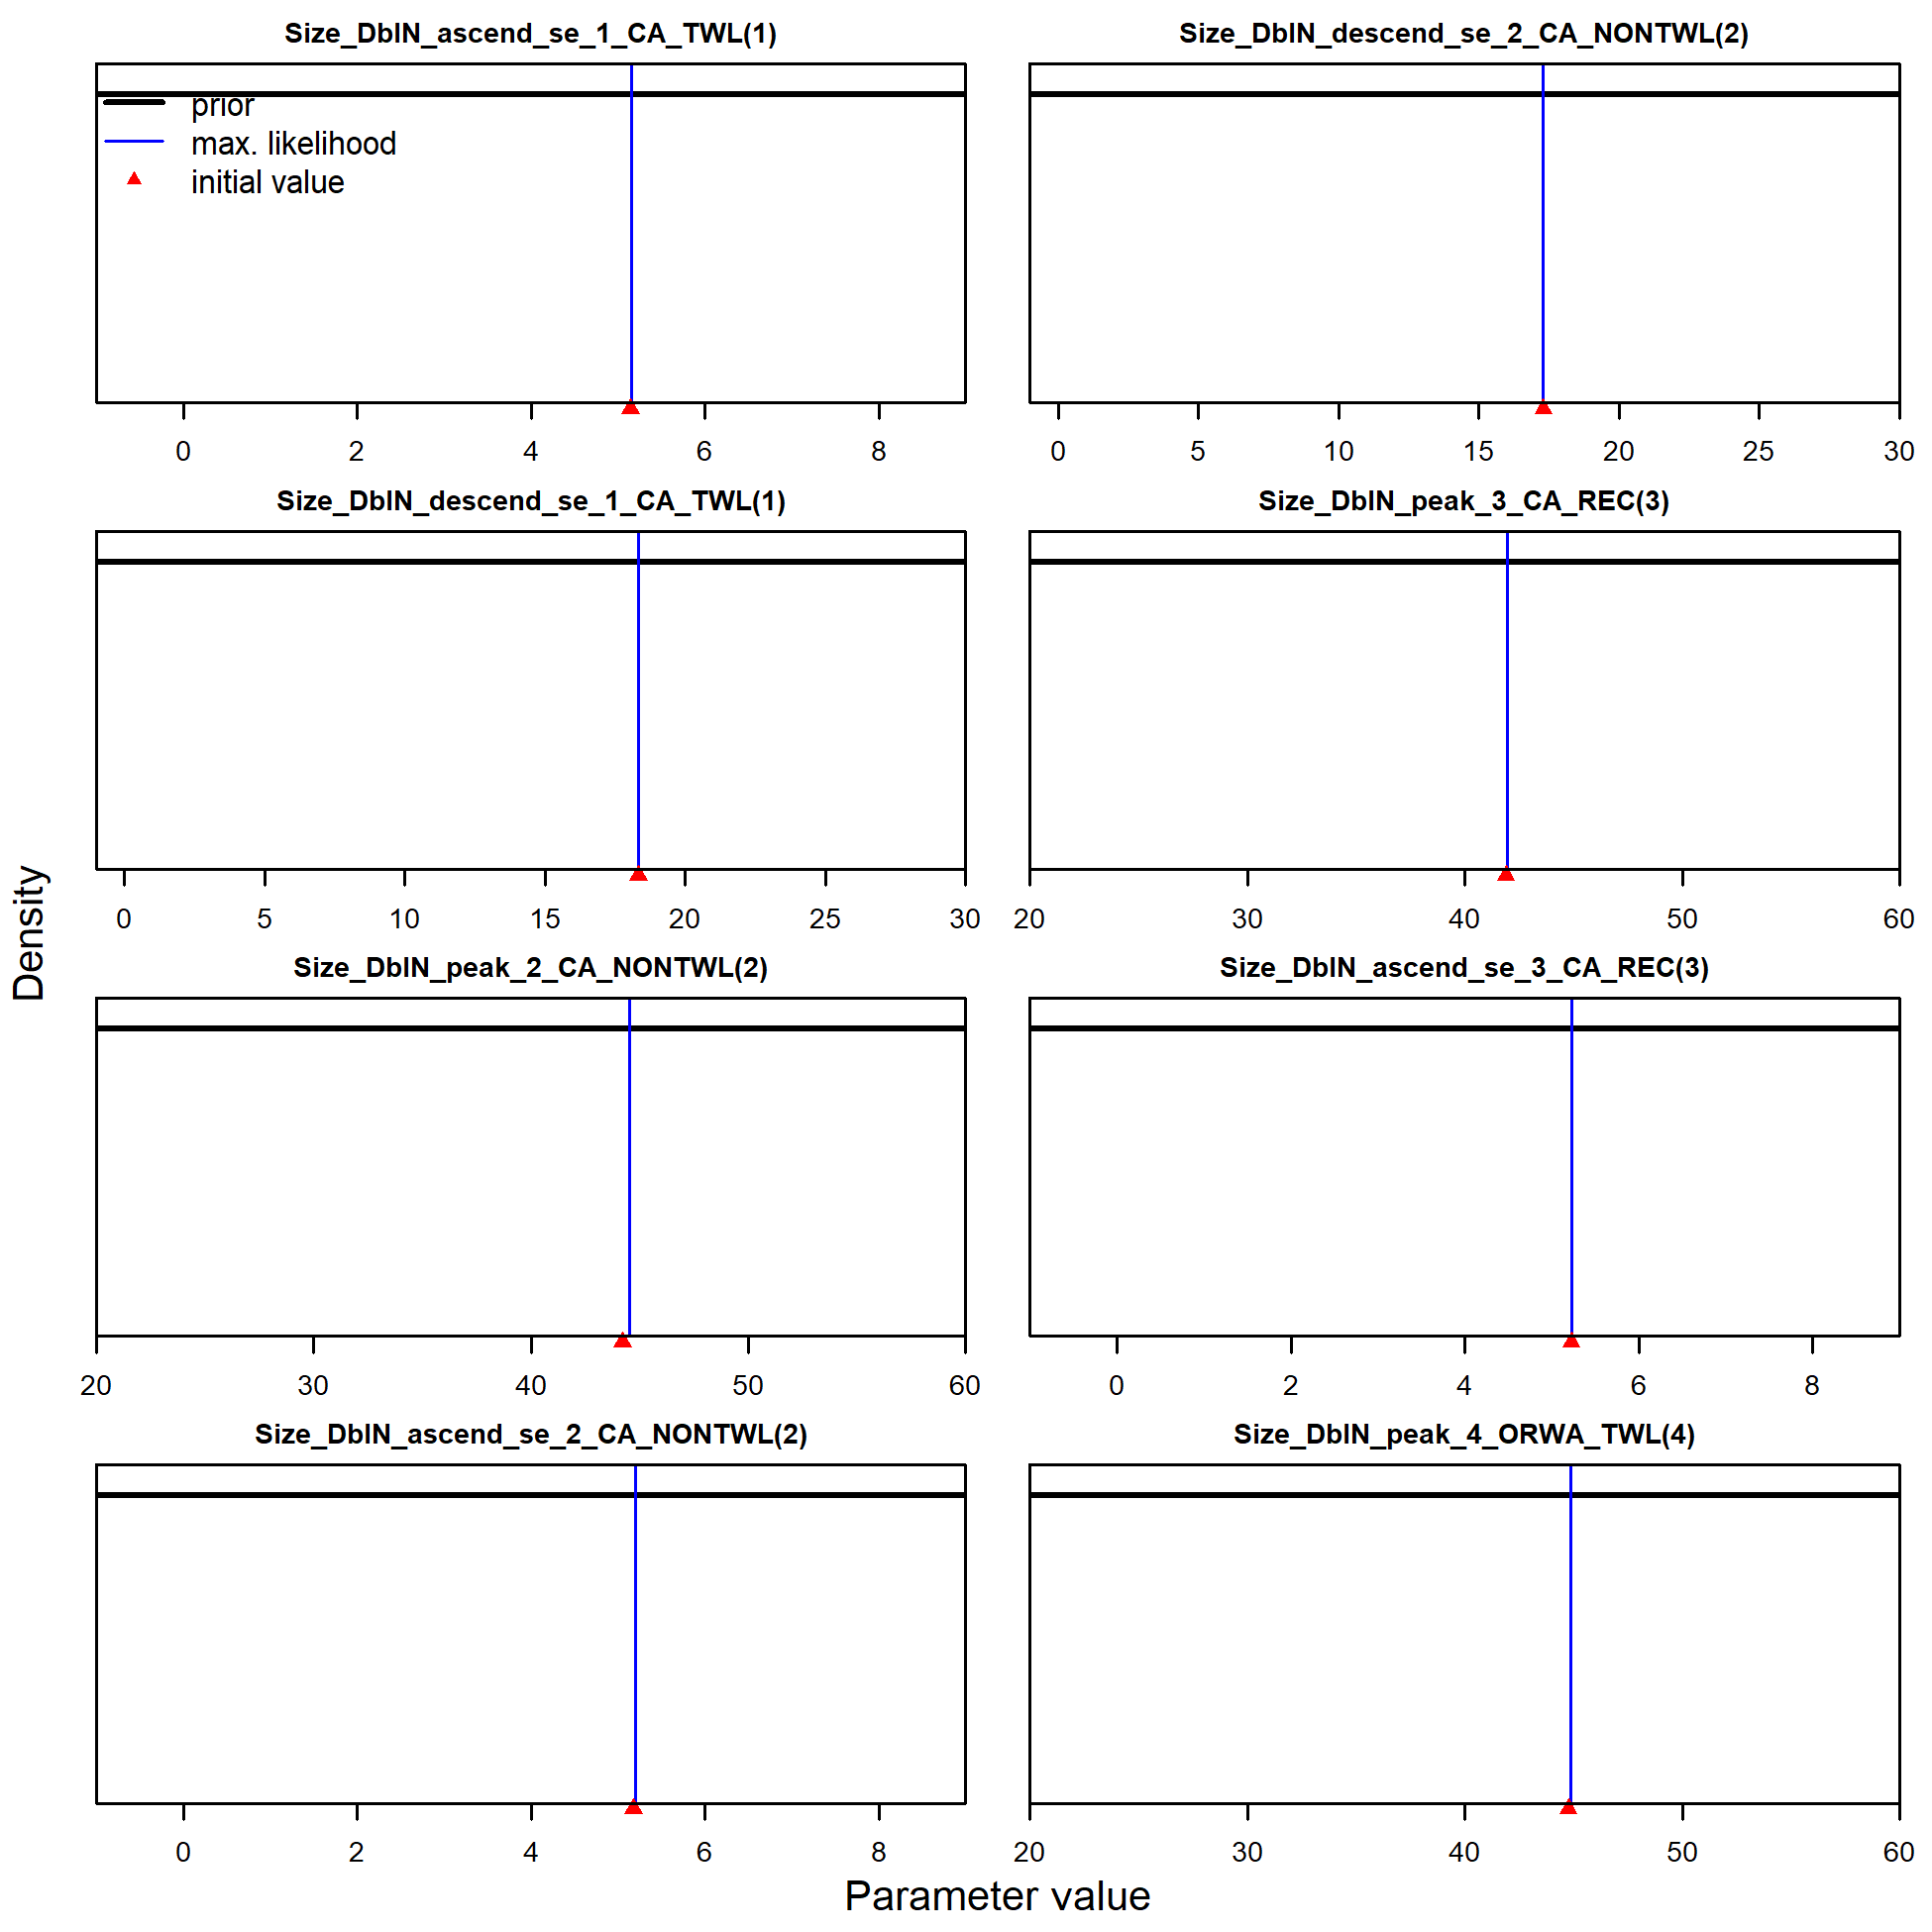 Size_DblN_ascend_se_1_CA_TWL(1)
prior
max. likelihood
initial value
0 2 4 6 8
Size_DblN_descend_se_2_CA_NONTWL(2)
0 5 10 15 20 25 30
Size_DblN_descend_se_1_CA_TWL(1)
0 5 10 15 20 25 30
Size_DblN_peak_3_CA_REC(3)
20 30 40 50 60
Size_DblN_peak_2_CA_NONTWL(2)
20 30 40 50 60
Size_DblN_ascend_se_3_CA_REC(3)
0 2 4 6 8
Size_DblN_ascend_se_2_CA_NONTWL(2)
0 2 4 6 8
Size_DblN_peak_4_ORWA_TWL(4)
20 30 40 50 60
Density
Parameter value